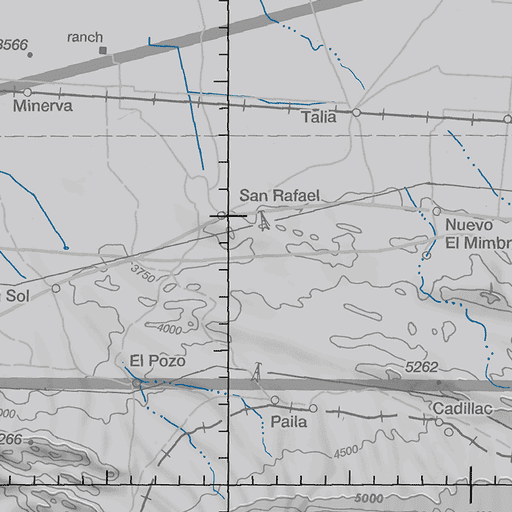 ranch
3566
Minerva
Talia
San Rafael
Nuevo
El Mimbr
3750
Sol
4000
El Pozo
5262
Cadillac
Paila
000
266
4500
5000